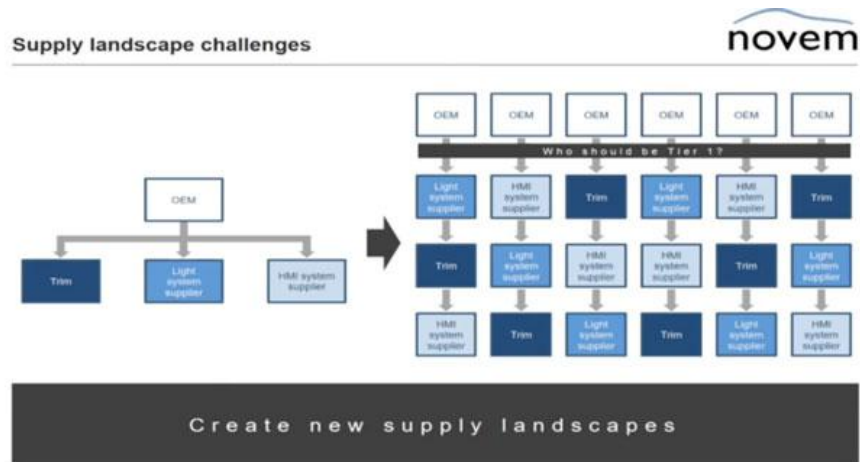 Supply landscape challenges
novem
OEM
Trim
Light
system
supplier
HMI system
supplier
OEM OEM OEM OEM OEM OEM
Who should be Tier 1?
Light
system
supplier
HMI
system
supplier
Trim
Light
system
supplier
HMI
system
supplier
Trim
Trim
Light
system
supplier
HMI
system
supplier
HMI
system
supplier
Trim
Light
system
supplier
HMI
system
supplier
Trim
Light
system
supplier
Trim
Light
system
supplier
HMI
system
supplier
Create new supply landscapes